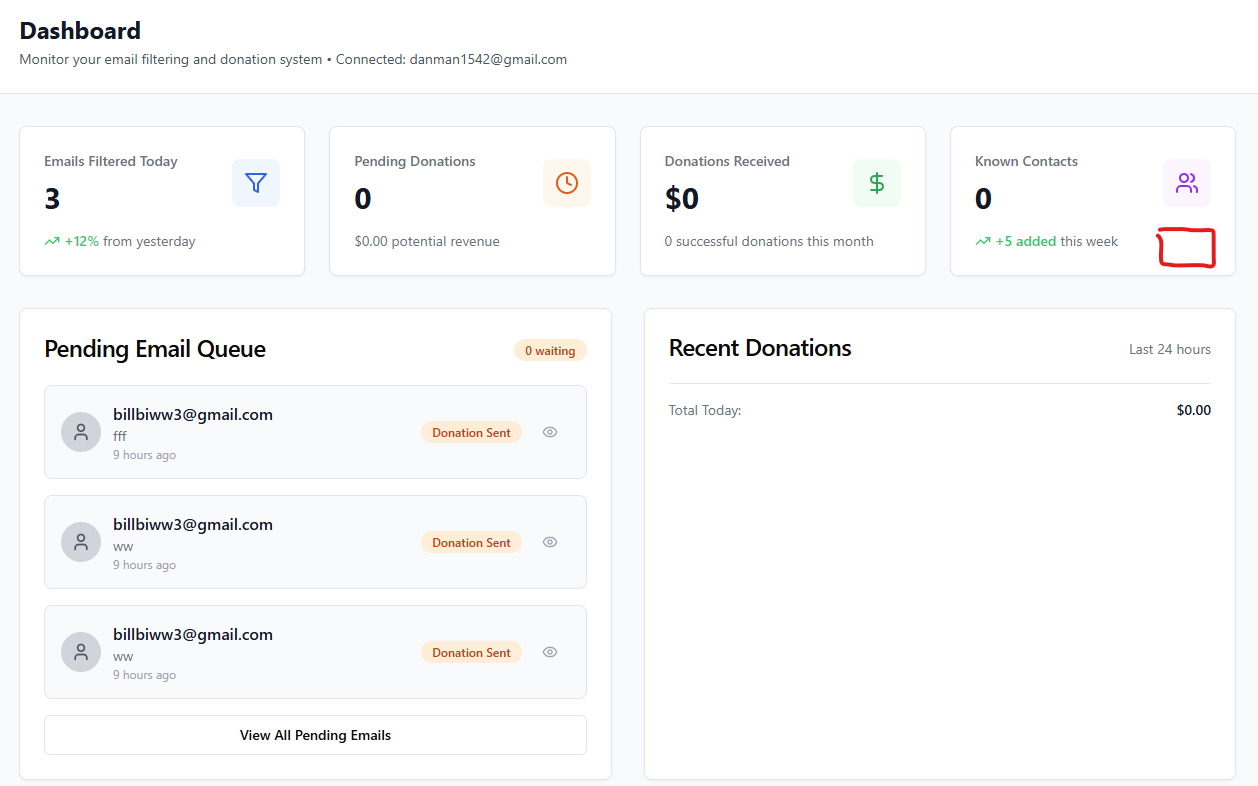 Dashboard
Monitor your email filtering and donation system • Connected: danman1542@gmail.com
Emails Filtered Today
3
+12% from yesterday
Pending Donations
0
$0.00 potential revenue
Donations Received
$0
0 successful donations this month
Known Contacts
0
+5 added this week
Pending Email Queue
0 waiting
billbiww3@gmail.com
fff
9 hours ago
Donation Sent
billbiww3@gmail.com
ww
9 hours ago
Donation Sent
billbiww3@gmail.com
ww
9 hours ago
Donation Sent
View All Pending Emails
Recent Donations
Last 24 hours
Total Today:
$0.00